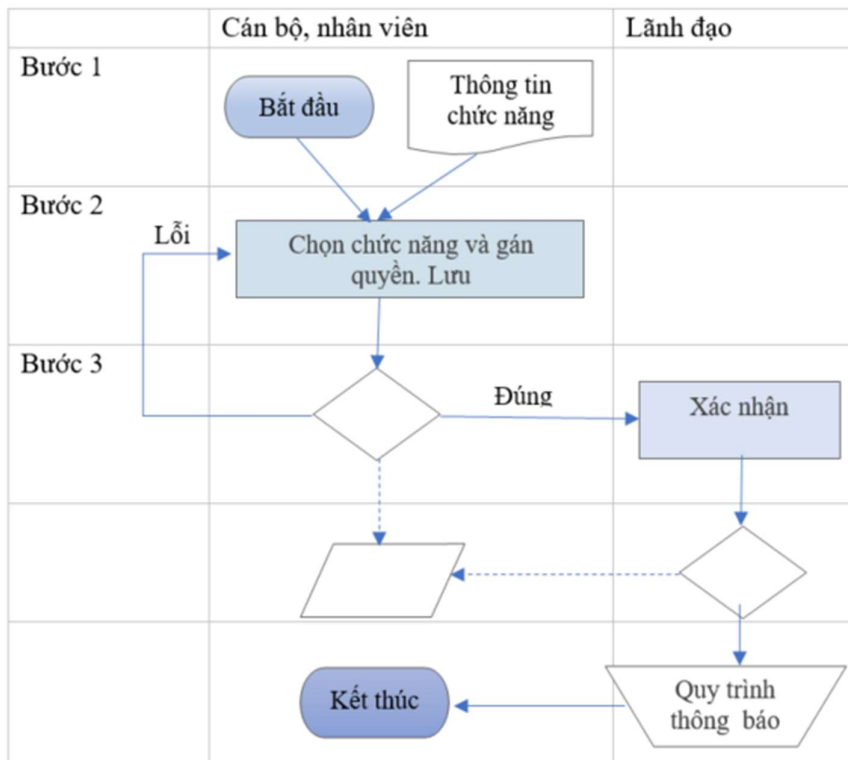 Cán bộ, nhân viên
Lãnh đạo
Bước 1
Bắt đầu
Thông tin
chức năng
Bước 2
Lỗi
Chọn chức năng và gán
quyền. Lưu
Bước 3
Đúng
Xác nhận
Kết thúc
Quy trình
thông báo